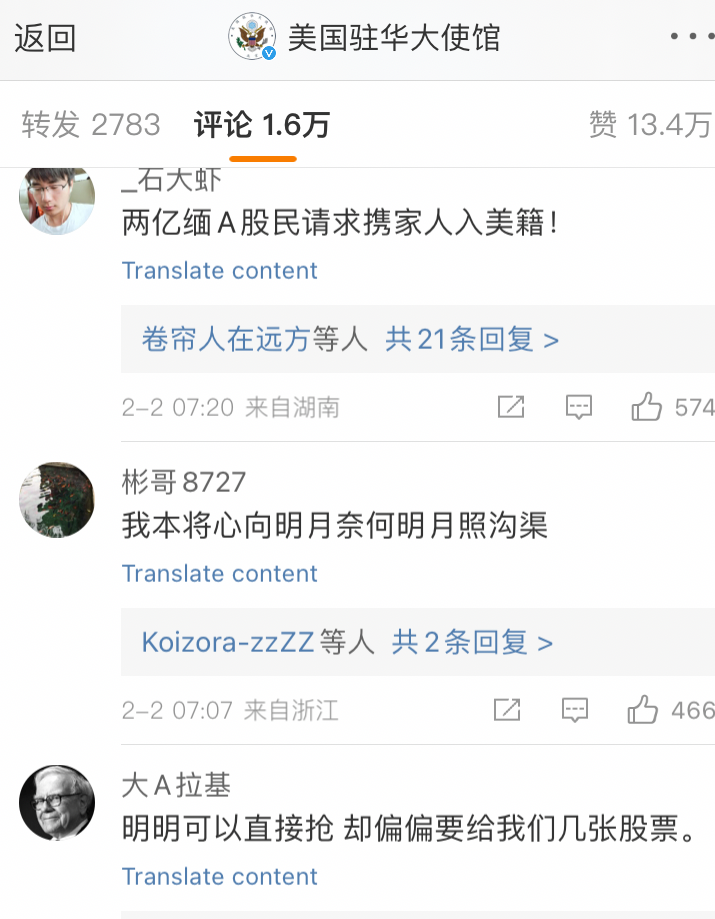 返回 美国驻华大使馆
转发 2783 评论 1.6万 赞 13.4万
_石大虾
两亿缅A股民请求携家人入美籍！
Translate content
卷帘人在远方等人 共21条回复 >
2-2 07:20 来自湖南 574
彬哥8727
我本将心向明月奈何明月照沟渠
Translate content
Koizora-zzZZ等人 共2条回复 >
2-2 07:07 来自浙江 466
大A拉基
明明可以直接抢 却偏偏要给我们几张股票。
Translate content